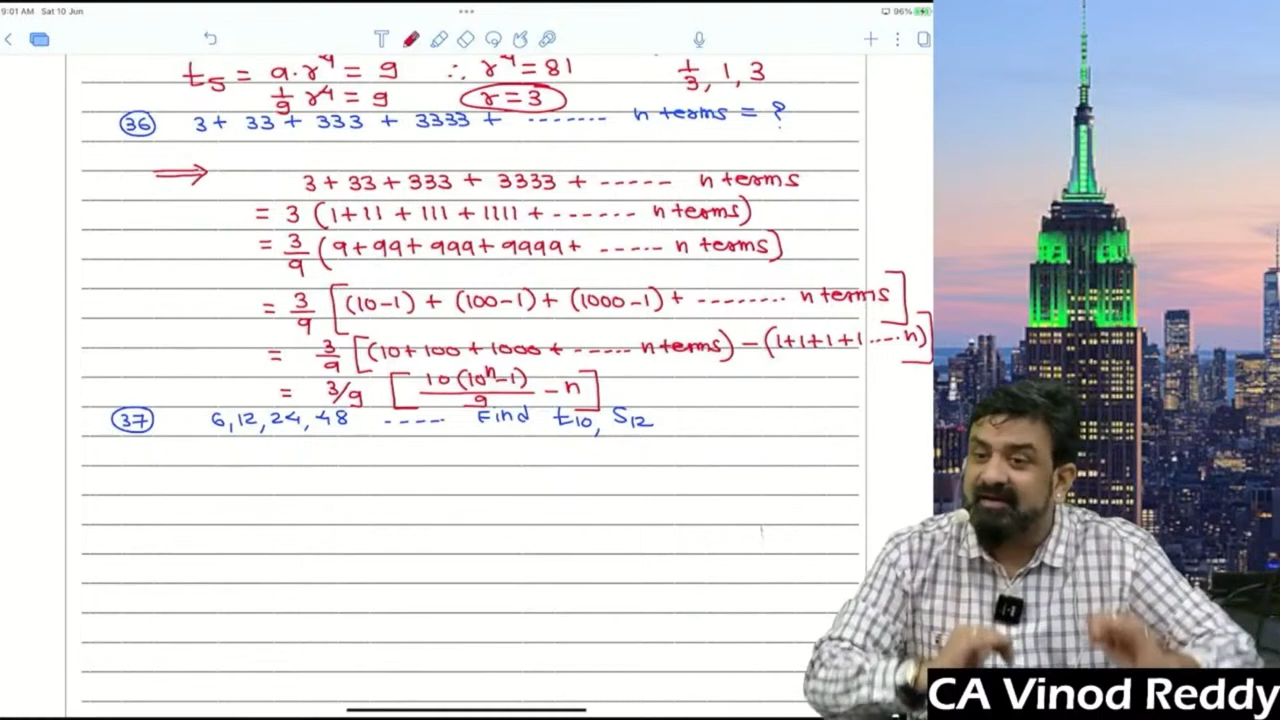 9:01 AM Sat 10 Jun
96%
T
t₅ = a·r⁴ = 9 ∴ r⁴ = 81 1/3, 1, 3
1/9 r⁴ = 9 r = 3
36 3 + 33 + 333 + 3333 + ........ n terms = ?
⇒ 3 + 33 + 333 + 3333 + ----- n terms
= 3 (1 + 11 + 111 + 1111 + ------- n terms)
= 3/9 (9 + 99 + 999 + 9999 + ...... n terms)
= 3/9 [(10-1) + (100-1) + (1000-1) + ........ n terms]
= 3/9 [(10 + 100 + 1000 + ...... n terms) - (1+1+1+1.....n)]
= 3/9 [10(10ⁿ-1)/9 - n]
37 6, 12, 24, 48 ----- Find t₁₀, S₁₂
CA Vinod Reddy